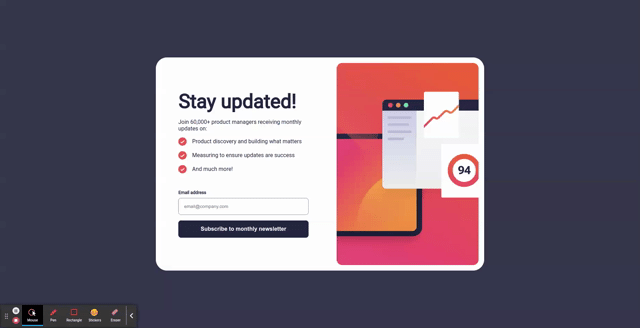 Stay updated!
Join 60,000+ product managers receiving monthly
updates on:
Product discovery and building what matters
Measuring to ensure updates are success
And much more!
Email address
email@company.com
Subscribe to monthly newsletter
94
Mouse
Pen
Rectangle
Stickers
Eraser